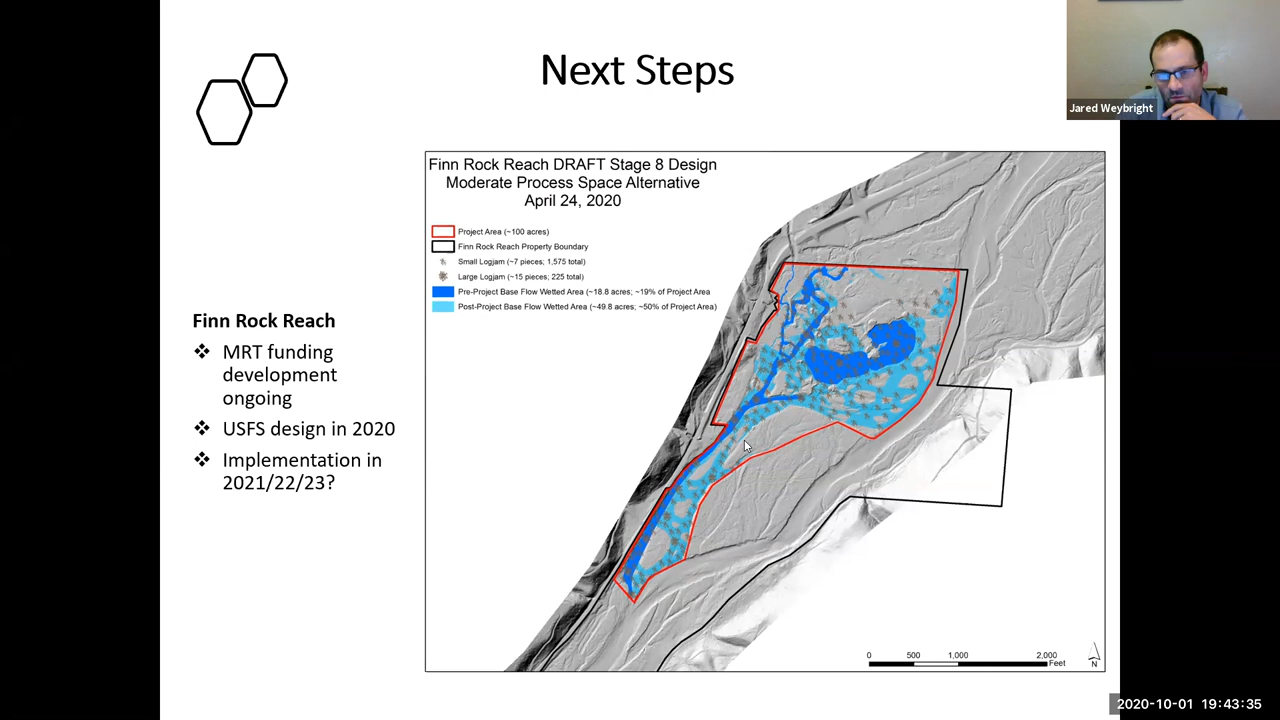 Next Steps
Jared Weybright
Finn Rock Reach DRAFT Stage 8 Design
Moderate Process Space Alternative
April 24, 2020
Project Area (~100 acres)
Finn Rock Reach Property Boundary
Small Logjam (~7 pieces; 1,575 total)
Large Logjam (~15 pieces; 225 total)
Pre-Project Base Flow Wetted Area (~18.8 acres; ~19% of Project Area
Post-Project Base Flow Wetted Area (~49.8 acres; ~50% of Project Area)
Finn Rock Reach
❖ MRT funding
development
ongoing
❖ USFS design in 2020
❖ Implementation in
2021/22/23?
0 500 1,000 2,000
Feet
N
2020-10-01 19:43:35